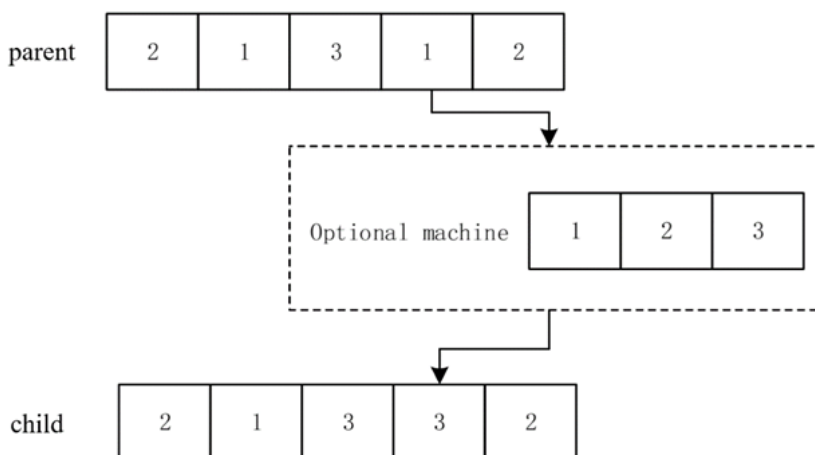 parent 2 1 3 1 2
Optional machine 1 2 3
child 2 1 3 3 2